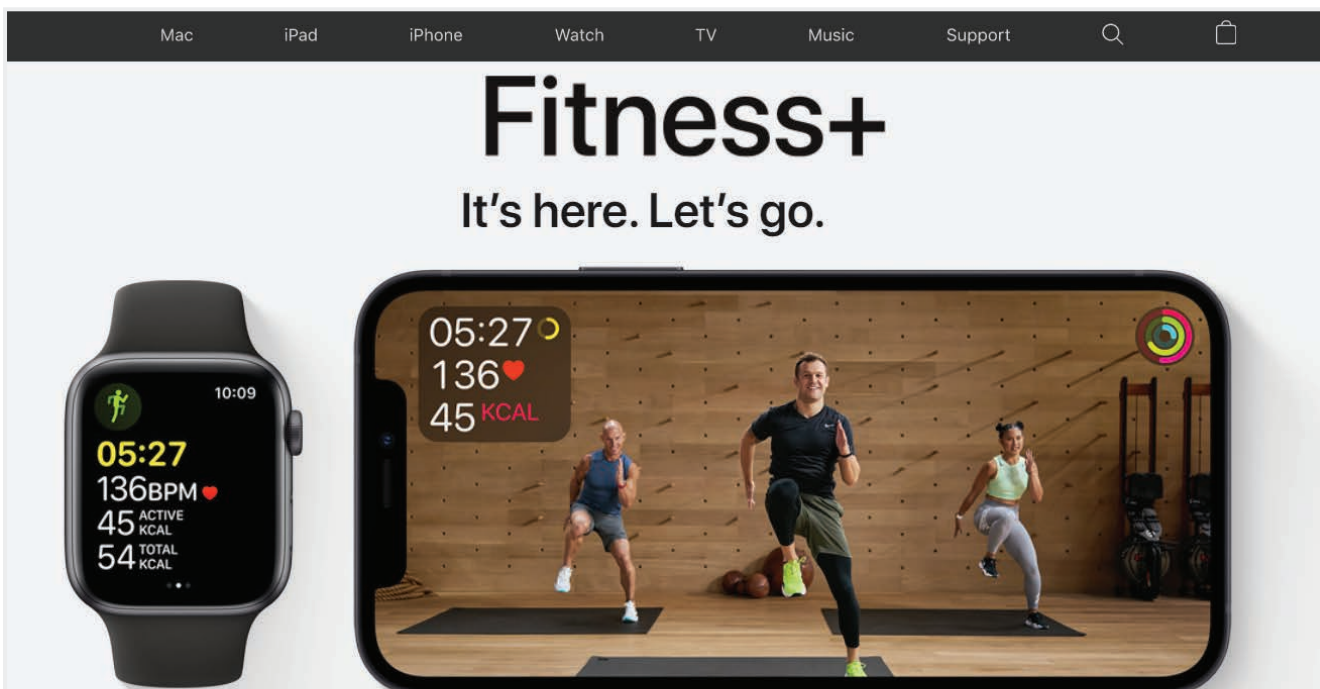 Mac iPad iPhone Watch TV Music Support
Fitness+
It's here. Let's go.
10:09
05:27
136BPM
45 ACTIVE KCAL
54 TOTAL KCAL
05:27
136
45 KCAL